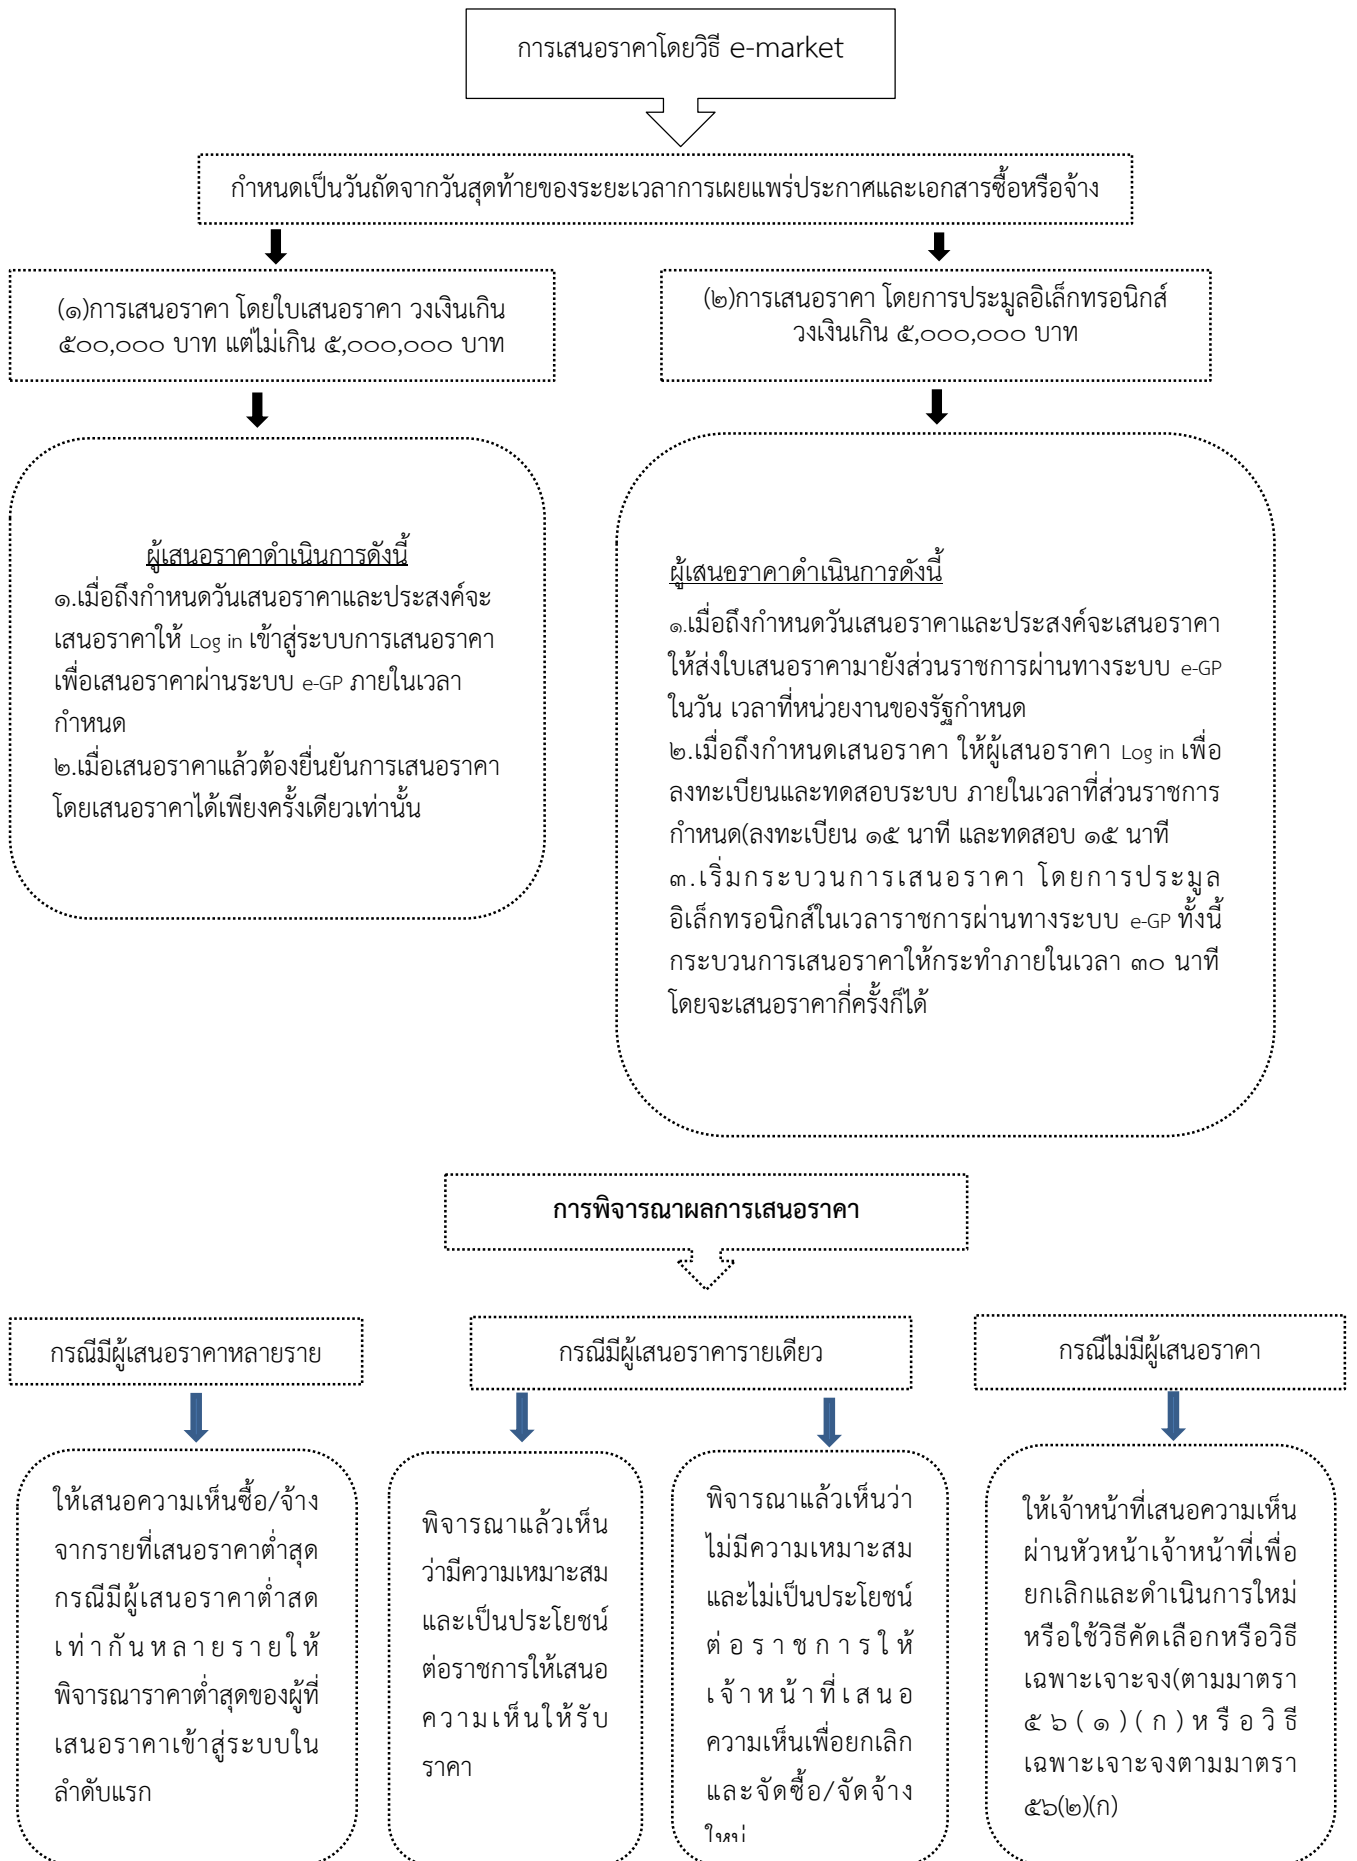 การเสนอราคาโดยวิธี e-market
กำหนดเป็นวันถัดจากวันสุดท้ายของระยะเวลาการเผยแพร่ประกาศและเอกสารซื้อหรือจ้าง
(๑)การเสนอราคา โดยใบเสนอราคา วงเงินเกิน
๕๐๐,๐๐๐ บาท แต่ไม่เกิน ๕,๐๐๐,๐๐๐ บาท
(๒)การเสนอราคา โดยการประมูลอิเล็กทรอนิกส์
วงเงินเกิน ๕,๐๐๐,๐๐๐ บาท
ผู้เสนอราคาดำเนินการดังนี้
๑.เมื่อถึงกำหนดวันเสนอราคาและประสงค์จะ
เสนอราคาให้ Log in เข้าสู่ระบบการเสนอราคา
เพื่อเสนอราคาผ่านระบบ e-GP ภายในเวลา
กำหนด
๒.เมื่อเสนอราคาแล้วต้องยื่นยันการเสนอราคา
โดยเสนอราคาได้เพียงครั้งเดียวเท่านั้น
ผู้เสนอราคาดำเนินการดังนี้
๑.เมื่อถึงกำหนดวันเสนอราคาและประสงค์จะเสนอราคา
ให้ส่งใบเสนอราคามายังส่วนราชการผ่านทางระบบ e-GP
ในวัน เวลาที่หน่วยงานของรัฐกำหนด
๒.เมื่อถึงกำหนดเสนอราคา ให้ผู้เสนอราคา Log in เพื่อ
ลงทะเบียนและทดสอบระบบ ภายในเวลาที่ส่วนราชการ
กำหนด(ลงทะเบียน ๑๕ นาที และทดสอบ ๑๕ นาที
๓.เริ่มกระบวนการเสนอราคา โดยการประมูล
อิเล็กทรอนิกส์ในเวลาราชการผ่านทางระบบ e-GP ทั้งนี้
กระบวนการเสนอราคาให้กระทำภายในเวลา ๓๐ นาที
โดยจะเสนอราคากี่ครั้งก็ได้
การพิจารณาผลการเสนอราคา
กรณีมีผู้เสนอราคาหลายราย
กรณีมีผู้เสนอราคารายเดียว
กรณีไม่มีผู้เสนอราคา
ให้เสนอความเห็นซื้อ/จ้าง
จากรายที่เสนอราคาต่ำสุด
กรณีมีผู้เสนอราคาต่ำสด
เท่ากันหลายรายให้
พิจารณาราคาต่ำสุดของผู้ที่
เสนอราคาเข้าสู่ระบบใน
ลำดับแรก
พิจารณาแล้วเห็น
ว่ามีความเหมาะสม
และเป็นประโยชน์
ต่อราชการให้เสนอ
ความเห็นให้รับ
ราคา
พิจารณาแล้วเห็นว่า
ไม่มีความเหมาะสม
และไม่เป็นประโยชน์
ต่อราชการให้
เจ้าหน้าที่เสนอ
ความเห็นเพื่อยกเลิก
และจัดซื้อ/จัดจ้าง
ใหม่
ให้เจ้าหน้าที่เสนอความเห็น
ผ่านหัวหน้าเจ้าหน้าที่เพื่อ
ยกเลิกและดำเนินการใหม่
หรือใช้วิธีคัดเลือกหรือวิธี
เฉพาะเจาะจง(ตามมาตรา
๕๖(๑)(ก)หรือวิธี
เฉพาะเจาะจงตามมาตรา
๕๖(๒)(ก)